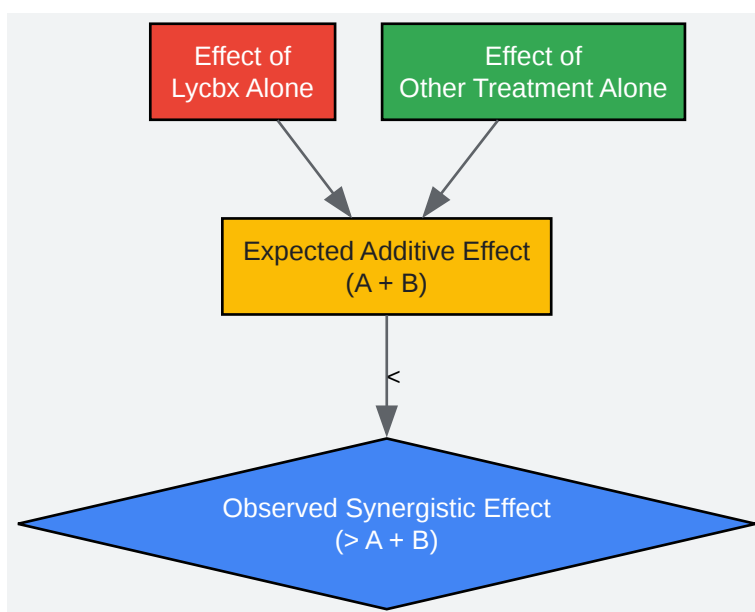 Effect of
Lycbx Alone
Effect of
Other Treatment Alone
Expected Additive Effect
(A + B)
<
Observed Synergistic Effect
(> A + B)